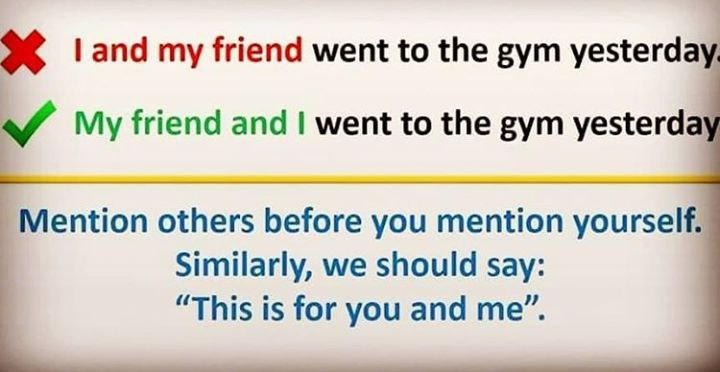 I and my friend went to the gym yesterday.
My friend and I went to the gym yesterday
Mention others before you mention yourself.
Similarly, we should say:
“This is for you and me”.